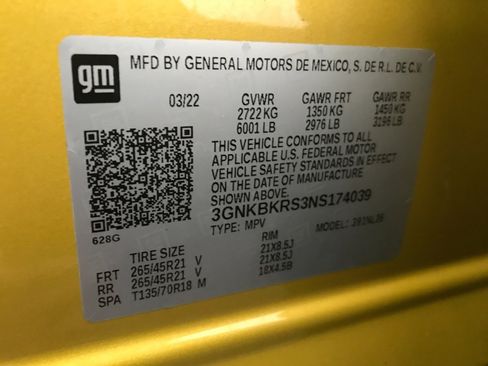 gm
MFD BY GENERAL MOTORS DE MEXICO, S. DE R.L. DE C.V.
03/22 GVWR GAWR FRT GAWR RR
2722 KG 1350 KG 1450 KG
6001 LB 2976 LB 3196 LB
THIS VEHICLE CONFORMS TO ALL
APPLICABLE U.S. FEDERAL MOTOR
VEHICLE SAFETY STANDARDS IN EFFECT
ON THE DATE OF MANUFACTURE
SHOWN ABOVE.
3GNKBKRS3NS174039
628G TYPE: MPV MODEL: 
TIRE SIZE RIM
FRT 265/45R21 V 21X8.5J
RR 265/45R21 V 21X8.5J
SPA T135/70R18 M 18X4.5B